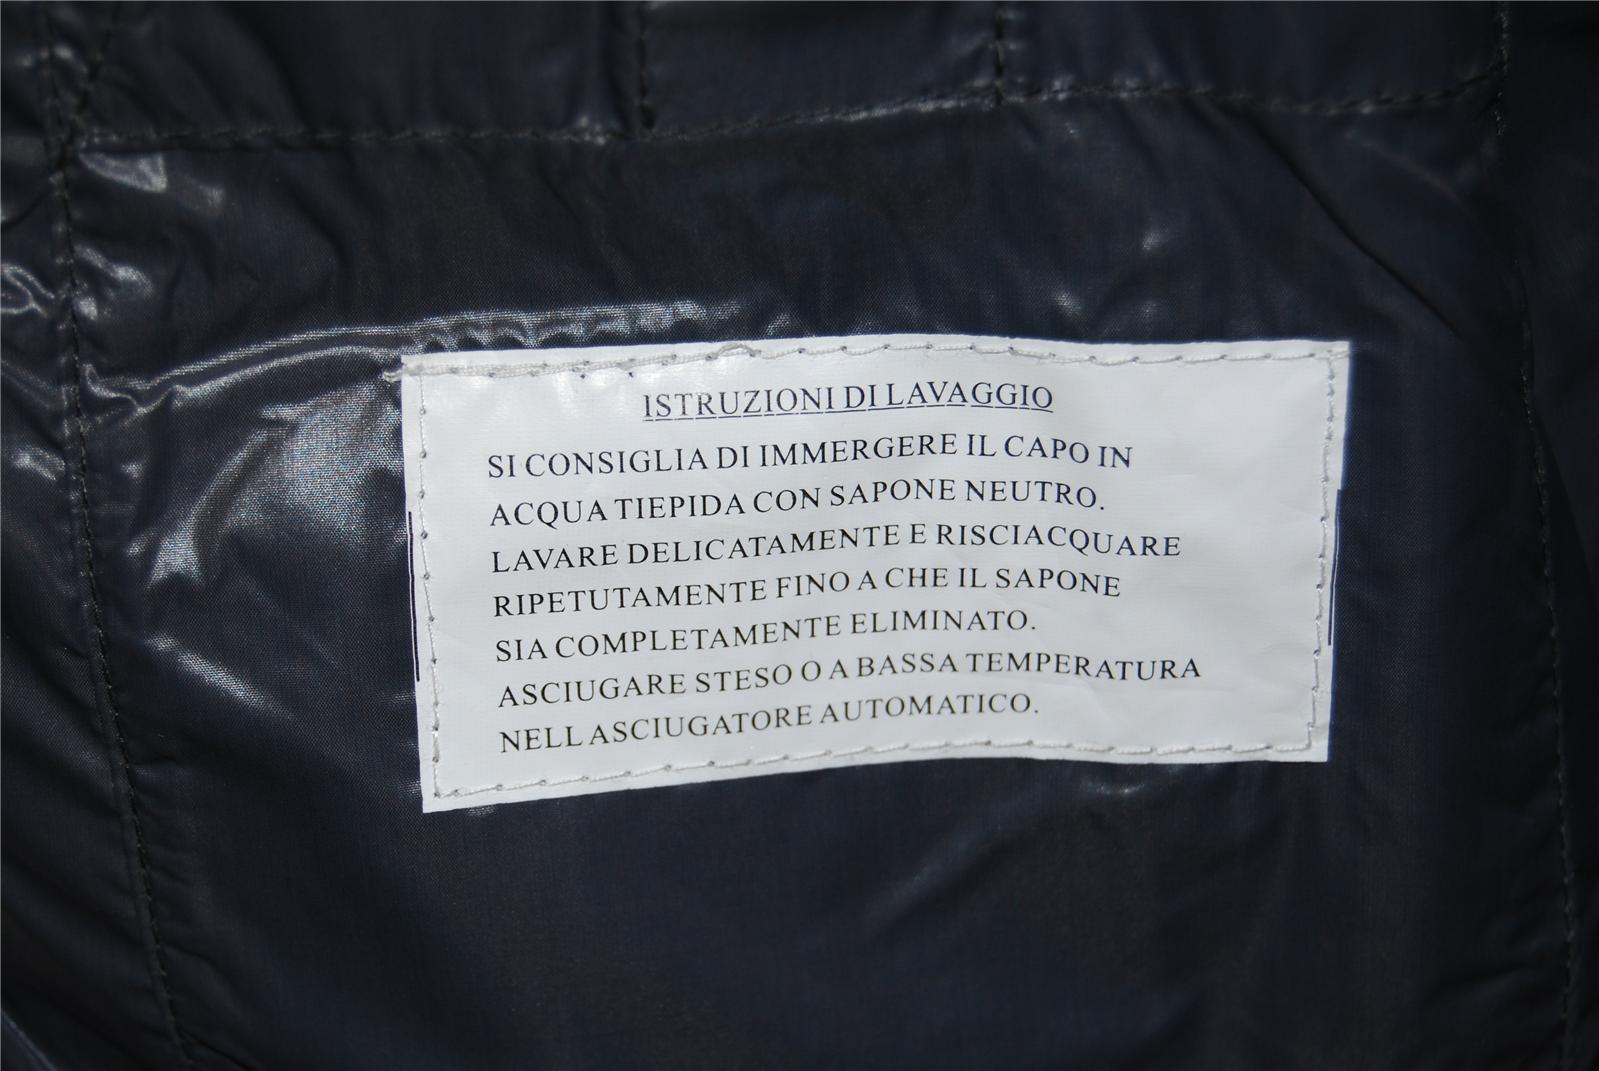 ISTRUZIONI DI LAVAGGIO
SI CONSIGLIA DI IMMERGERE IL CAPO IN
ACQUA TIEPIDA CON SAPONE NEUTRO.
LAVARE DELICATAMENTE E RISCIACQUARE
RIPETUTAMENTE FINO A CHE IL SAPONE
SIA COMPLETAMENTE ELIMINATO.
ASCIUGARE STESO O A BASSA TEMPERATURA
NELL ASCIUGATORE AUTOMATICO.